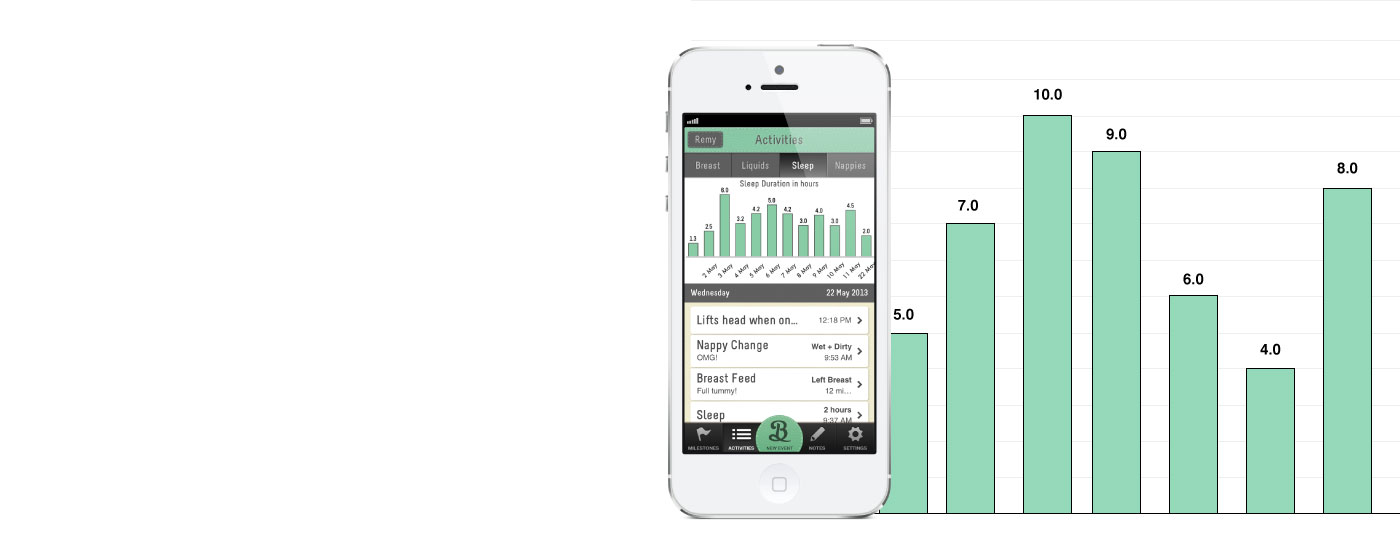 Remy
Activities
Breast
Liquids
Sleep
Nappies
Sleep Duration in hours
1.3
2.5
3.2
4.2
5.0
4.2
3.0
4.0
3.0
4.5
2.0
2 May
3 May
4 May
5 May
6 May
7 May
8 May
9 May
10 May
11 May
22 May
Wednesday
22 May 2013
Lifts head when on...
12:18 PM
Nappy Change
Wet + Dirty
OMG!
9:53 AM
Breast Feed
Left Breast
Full tummy!
12 mi...
Sleep
2 hours
9:37 AM
MILESTONES
ACTIVITIES
B
NEW EVENT
NOTES
SETTINGS
5.0
7.0
10.0
9.0
6.0
4.0
8.0